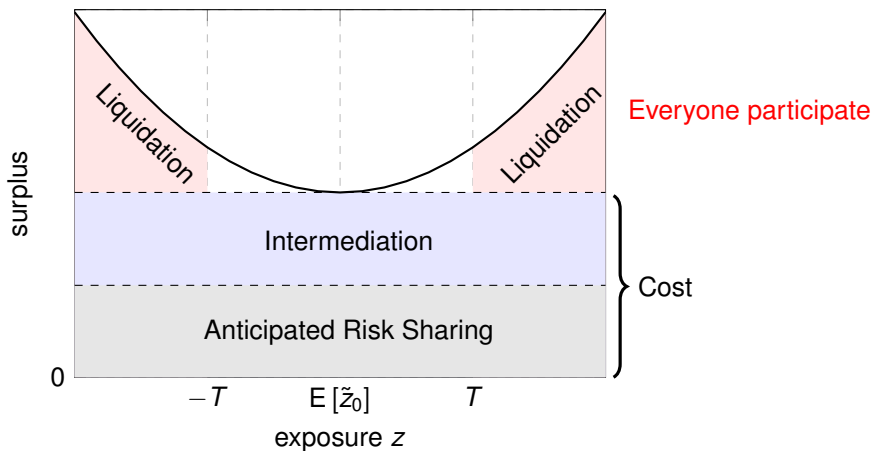 Liquidation
Liquidation
Everyone participate
surplus
Intermediation
Cost
Anticipated Risk Sharing
0
−T
E [z̃₀]
T
exposure z